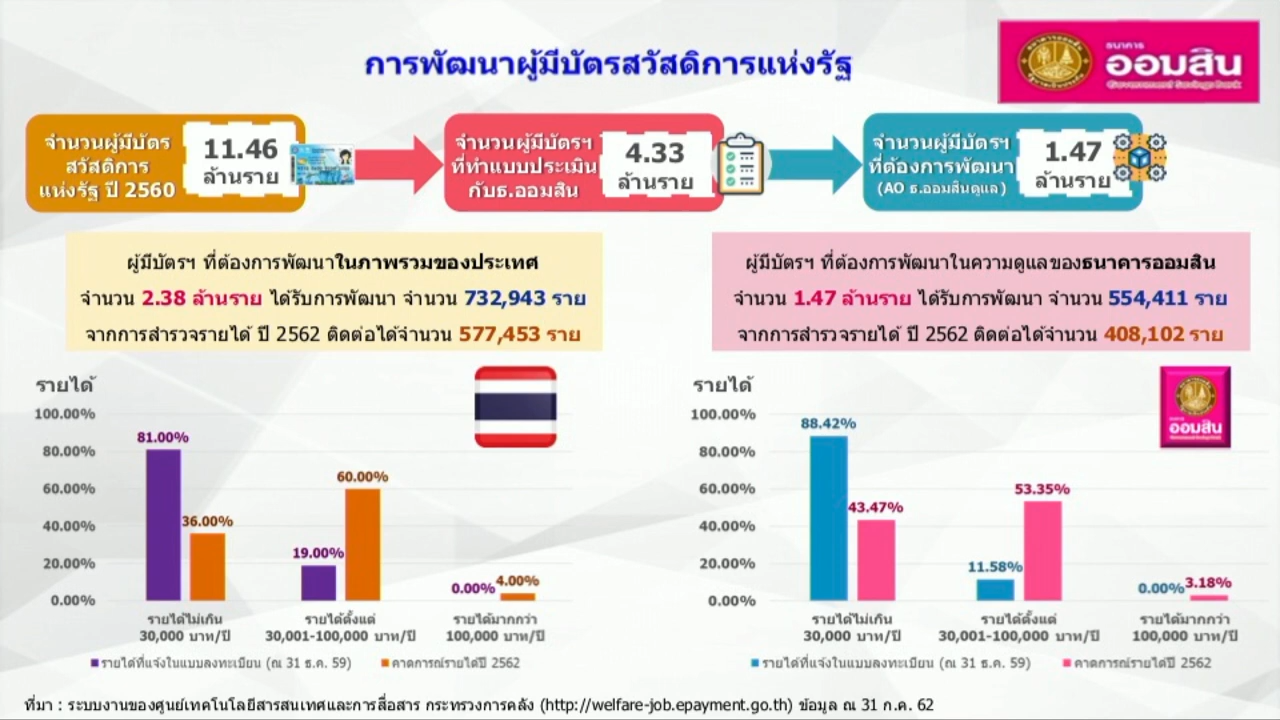 การพัฒนาผู้มีบัตรสวัสดิการแห่งรัฐ
ธนาคาร
ออมสิน
Government Savings Bank
จำนวนผู้มีบัตร
สวัสดิการ
แห่งรัฐ ปี 2560
11.46
ล้านราย
จำนวนผู้มีบัตรฯ
ที่ทำแบบประเมิน
กับธ.ออมสิน
4.33
ล้านราย
จำนวนผู้มีบัตรฯ
ที่ต้องการพัฒนา
(AO ธ.ออมสินดูแล)
1.47
ล้านราย
ผู้มีบัตรฯ ที่ต้องการพัฒนาในภาพรวมของประเทศ
จำนวน 2.38 ล้านราย ได้รับการพัฒนา จำนวน 732,943 ราย
จากการสำรวจรายได้ ปี 2562 ติดต่อได้จำนวน 577,453 ราย
ผู้มีบัตรฯ ที่ต้องการพัฒนาในความดูแลของธนาคารออมสิน
จำนวน 1.47 ล้านราย ได้รับการพัฒนา จำนวน 554,411 ราย
จากการสำรวจรายได้ ปี 2562 ติดต่อได้จำนวน 408,102 ราย
รายได้
100.00%
80.00%
60.00%
40.00%
20.00%
0.00%
81.00%
36.00%
19.00%
60.00%
0.00%
4.00%
รายได้ไม่เกิน
30,000 บาท/ปี
รายได้ตั้งแต่
30,001-100,000 บาท/ปี
รายได้มากกว่า
100,000 บาท/ปี
รายได้ที่แจ้งในแบบลงทะเบียน (ณ 31 ธ.ค. 59)
คาดการณ์รายได้ปี 2562
รายได้
ออมสิน
100.00%
80.00%
60.00%
40.00%
20.00%
0.00%
88.42%
43.47%
11.58%
53.35%
0.00%
3.18%
รายได้ไม่เกิน
30,000 บาท/ปี
รายได้ตั้งแต่
30,001-100,000 บาท/ปี
รายได้มากกว่า
100,000 บาท/ปี
รายได้ที่แจ้งในแบบลงทะเบียน (ณ 31 ธ.ค. 59)
คาดการณ์รายได้ปี 2562
ที่มา : ระบบงานของศูนย์เทคโนโลยีสารสนเทศและการสื่อสาร กระทรวงการคลัง (http://welfare-job.epayment.go.th) ข้อมูล ณ 31 ก.ค. 62